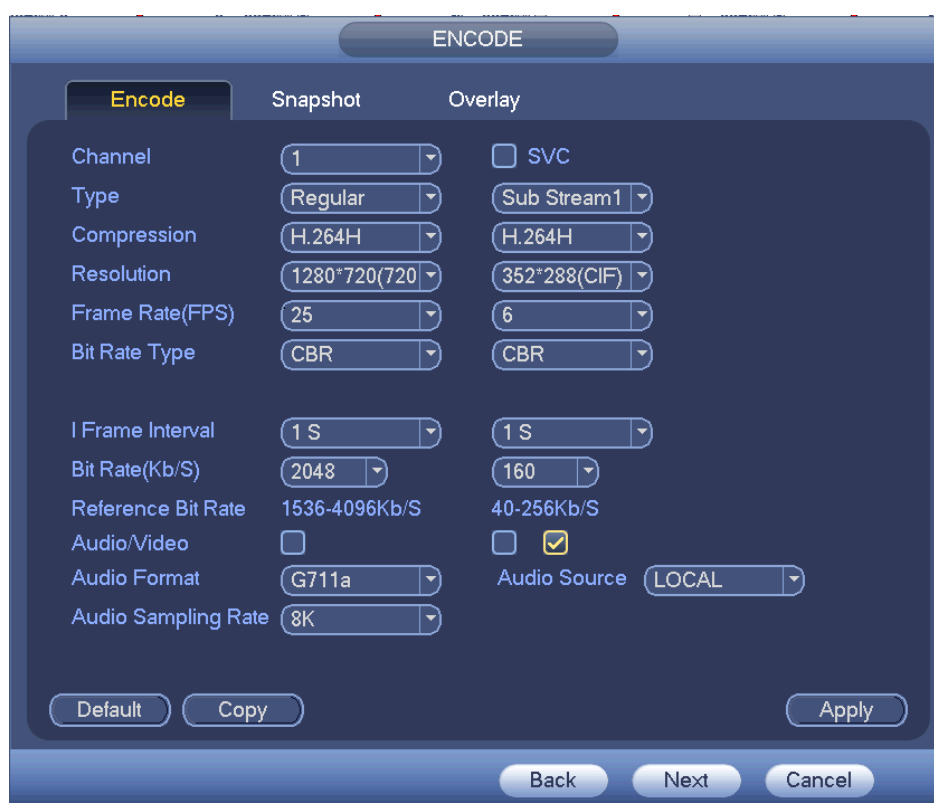 ENCODE
Encode Snapshot Overlay
Channel 1 SVC
Type Regular Sub Stream1
Compression H.264H H.264H
Resolution 1280*720(720 352*288(CIF)
Frame Rate(FPS) 25 6
Bit Rate Type CBR CBR
I Frame Interval 1 S 1 S
Bit Rate(Kb/S) 2048 160
Reference Bit Rate 1536-4096Kb/S 40-256Kb/S
Audio/Video
Audio Format G711a Audio Source LOCAL
Audio Sampling Rate 8K
Default Copy Apply
Back Next Cancel